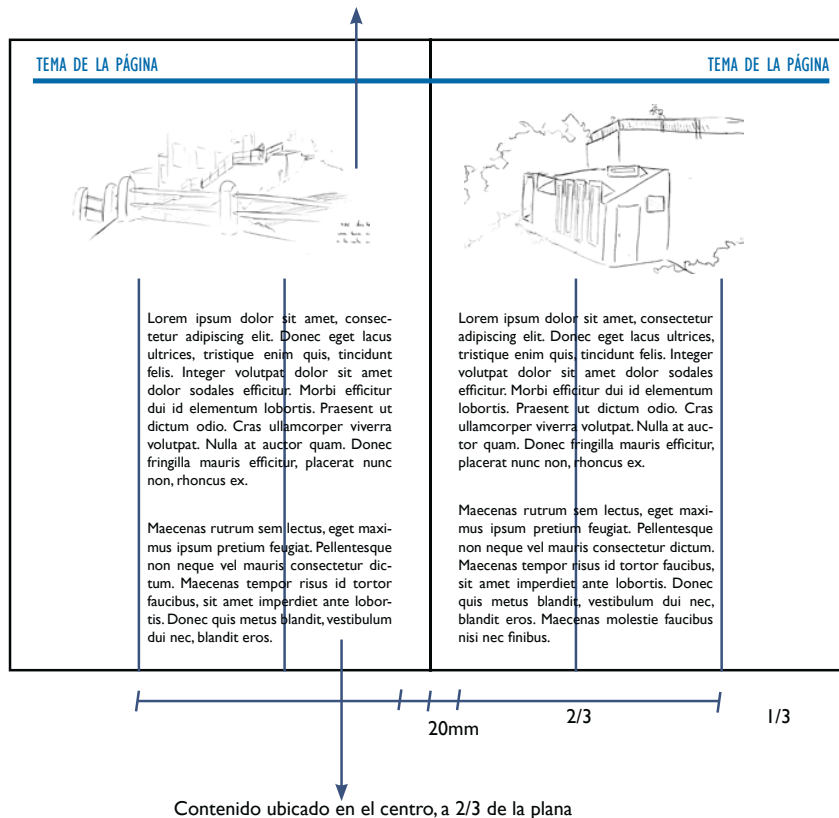 TEMA DE LA PÁGINA
TEMA DE LA PÁGINA
Lorem ipsum dolor sit amet, consec-
tetur adipiscing elit. Donec eget lacus
ultrices, tristique enim quis, tincidunt
felis. Integer volutpat dolor sit amet
dolor sodales efficitur. Morbi efficitur
dui id elementum lobortis. Praesent ut
dictum odio. Cras ullamcorper viverra
volutpat. Nulla at auctor quam. Donec
fringilla mauris efficitur, placerat nunc
non, rhoncus ex.
Maecenas rutrum sem lectus, eget maxi-
mus ipsum pretium feugiat. Pellentesque
non neque vel mauris consectetur dic-
tum. Maecenas tempor risus id tortor
faucibus, sit amet imperdiet ante lobor-
tis. Donec quis metus blandit, vestibulum
dui nec, blandit eros.
Lorem ipsum dolor sit amet, consectetur
adipiscing elit. Donec eget lacus
ultrices, tristique enim quis, tincidunt felis. Integer
volutpat dolor sit amet dolor sodales
efficitur. Morbi efficitur dui id elementum
lobortis. Praesent ut dictum odio. Cras
ullamcorper viverra volutpat. Nulla at auc-
tor quam. Donec fringilla mauris efficitur,
placerat nunc non, rhoncus ex.
Maecenas rutrum sem lectus, eget maxi-
mus ipsum pretium feugiat. Pellentesque
non neque vel mauris consectetur dictum.
Maecenas tempor risus id tortor faucibus,
sit amet imperdiet ante lobortis. Donec
quis metus blandit, vestibulum dui nec,
blandit eros. Maecenas molestie faucibus
nisi nec finibus.
20mm
2/3
1/3
Contenido ubicado en el centro, a 2/3 de la plana